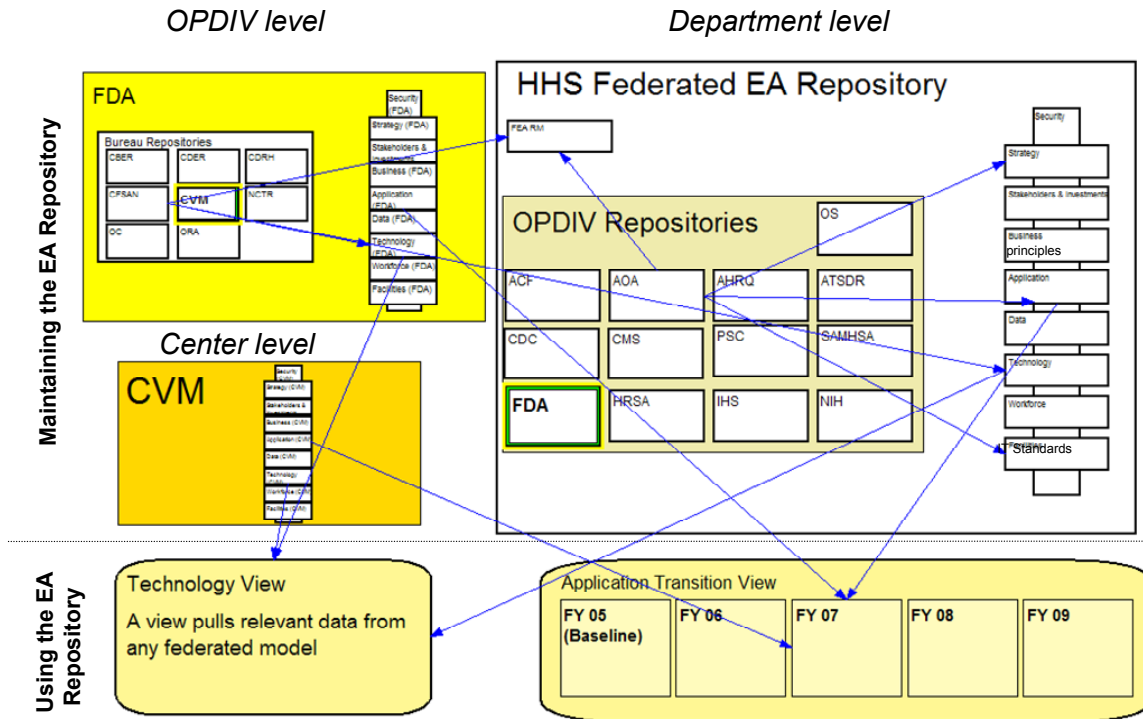 OPDIV level
Department level
Maintaining the EA Repository
FDA
Bureau Repositories
CBER
CDER
CDRH
CFSAN
CVM
NCTR
OC
ORA
Security
(FDA)
Strategy (FDA)
Stakeholders &
Investments
Business (FDA)
Application
(FDA)
Data (FDA)
Technology
(FDA)
Workforce (FDA)
Facilities (FDA)
HHS Federated EA Repository
FEA RM
OPDIV Repositories
OS
ACF
AOA
AHRQ
ATSDR
CDC
CMS
PSC
SAMHSA
FDA
HRSA
IHS
NIH
Security
Strategy
Stakeholders & Investments
Business
principles
Application
Data
Technology
Workforce
IT Standards
Center level
CVM
Security
(CVM)
Strategy (CVM)
Stakeholders &
Business (CVM)
Application (CVM)
Data (CVM)
Technology
(CVM)
Workforce (CVM)
Facilities (CVM)
Using the EA
Repository
Technology View
A view pulls relevant data from
any federated model
Application Transition View
FY 05
(Baseline)
FY 06
FY 07
FY 08
FY 09